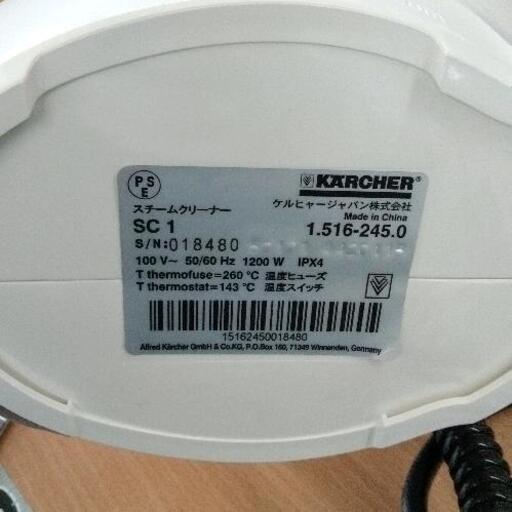 PSE
KÄRCHER
スチームクリーナー
ケルヒャージャパン株式会社
Made in China
SC 1
1.516-245.0
S/N: 018480
100 V~ 50/60 Hz 1200 W IPX4
T thermofuse=260 ℃ 温度ヒューズ
T thermostat=143 ℃ 温度スイッチ
15162450018480
Alfred Kärcher GmbH & Co.KG, P.O.Box 160, 71349 Winnenden, Germany